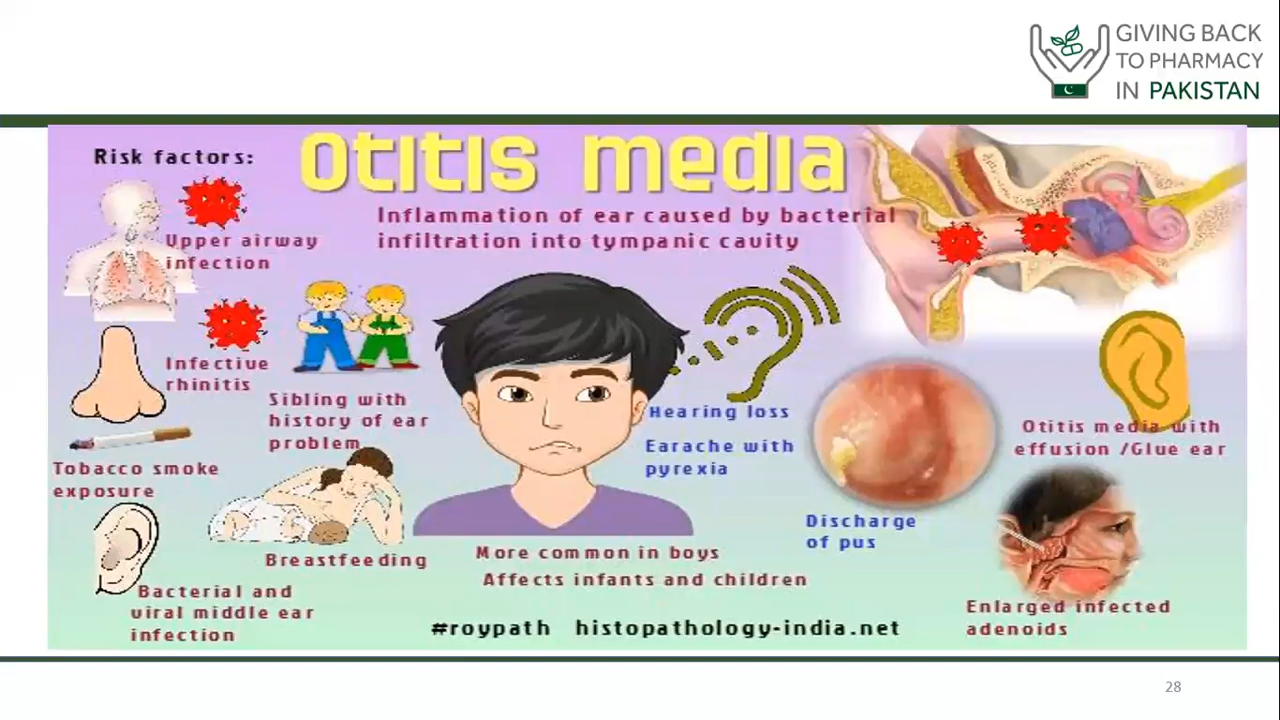 GIVING BACK
TO PHARMACY
IN PAKISTAN
Otitis media
Risk factors:
Inflammation of ear caused by bacterial
infiltration into tympanic cavity
Upper airway
infection
Infective
rhinitis
Sibling with
history of ear
problem
Tobacco smoke
exposure
Breastfeeding
Bacterial and
viral middle ear
infection
Hearing loss
Earache with
pyrexia
More common in boys
Affects infants and children
Discharge
of pus
Otitis media with
effusion /Glue ear
Enlarged infected
adenoids
#roypath histopathology-india.net
28